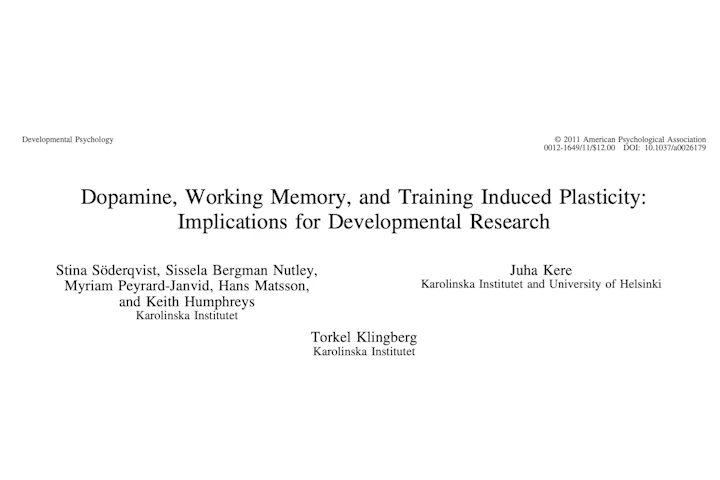 Developmental Psychology
© 2011 American Psychological Association
0012-1649/11/$12.00 DOI: 10.1037/a0026179
Dopamine, Working Memory, and Training Induced Plasticity:
Implications for Developmental Research
Stina Söderqvist, Sissela Bergman Nutley,
Myriam Peyrard-Janvid, Hans Matsson,
and Keith Humphreys
Karolinska Institutet
Juha Kere
Karolinska Institutet and University of Helsinki
Torkel Klingberg
Karolinska Institutet